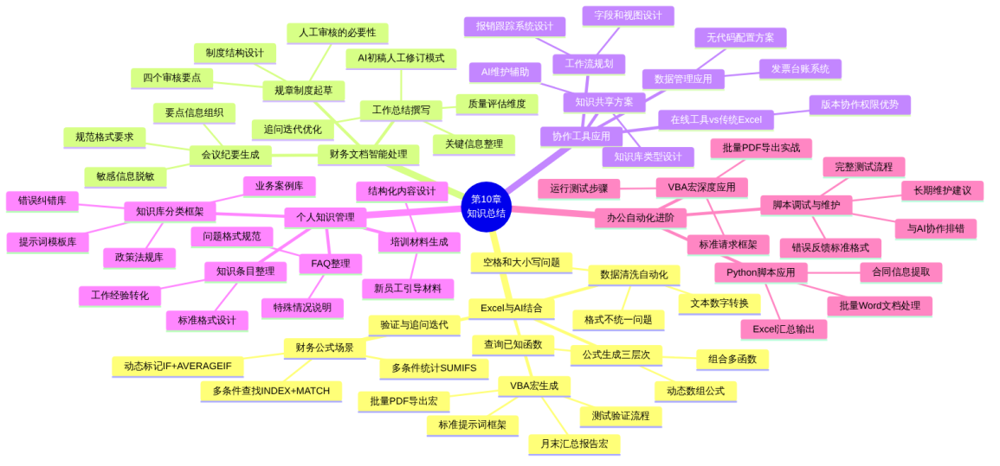 第10章
知识总结
Excel与AI结合
公式生成三层次
查询已知函数
组合多函数
动态数组公式
数据清洗自动化
空格和大小写问题
文本数字转换
格式不统一问题
财务公式场景
动态标记IF+AVERAGEIF
多条件查找INDEX+MATCH
多条件统计SUMIFS
验证与追问迭代
VBA宏生成
批量PDF导出宏
标准提示词框架
月末汇总报告宏
测试验证流程
财务文档智能处理
规章制度起草
人工审核的必要性
制度结构设计
四个审核要点
工作总结撰写
AI初稿人工修订模式
质量评估维度
关键信息整理
追问迭代优化
会议纪要生成
要点信息组织
规范格式要求
敏感信息脱敏
协作工具应用
工作流规划
报销跟踪系统设计
字段和视图设计
数据管理应用
无代码配置方案
发票台账系统
知识共享方案
AI维护辅助
知识库类型设计
在线工具vs传统Excel
版本协作权限优势
办公自动化进阶
VBA宏深度应用
批量PDF导出实战
运行测试步骤
标准请求框架
脚本调试与维护
完整测试流程
长期维护建议
与AI协作排错
错误反馈标准格式
Python脚本应用
合同信息提取
批量Word文档处理
Excel汇总输出
个人知识管理
知识库分类框架
业务案例库
错误纠错库
提示词模板库
政策法规库
知识条目整理
工作经验转化
标准格式设计
FAQ整理
问题格式规范
特殊情况说明
培训材料生成
结构化内容设计
新员工引导材料